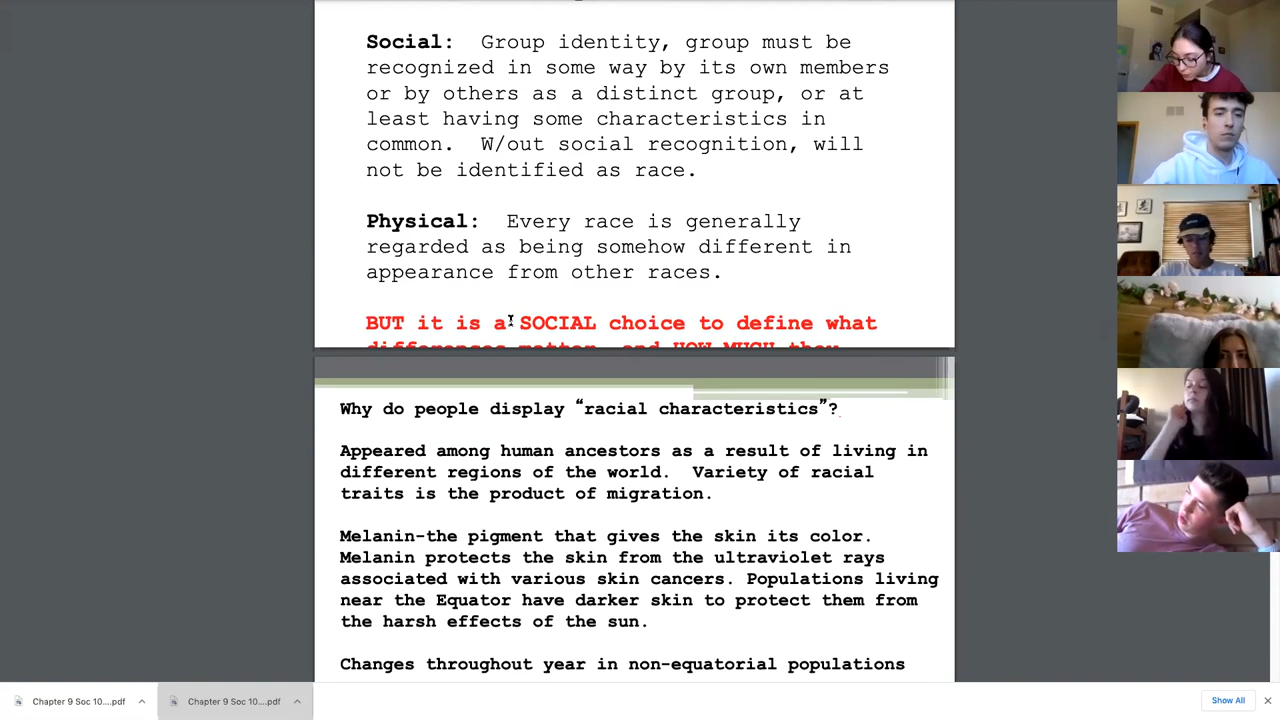 Social: Group identity, group must be
recognized in some way by its own members
or by others as a distinct group, or at
least having some characteristics in
common. W/out social recognition, will
not be identified as race.
Physical: Every race is generally
regarded as being somehow different in
appearance from other races.
BUT it is a SOCIAL choice to define what
differences matter, and HOW MUCH they
Why do people display “racial characteristics”?
Appeared among human ancestors as a result of living in
different regions of the world. Variety of racial
traits is the product of migration.
Melanin-the pigment that gives the skin its color.
Melanin protects the skin from the ultraviolet rays
associated with various skin cancers. Populations living
near the Equator have darker skin to protect them from
the harsh effects of the sun.
Changes throughout year in non-equatorial populations
Chapter 9 Soc 10....pdf
Chapter 9 Soc 10....pdf
Show All